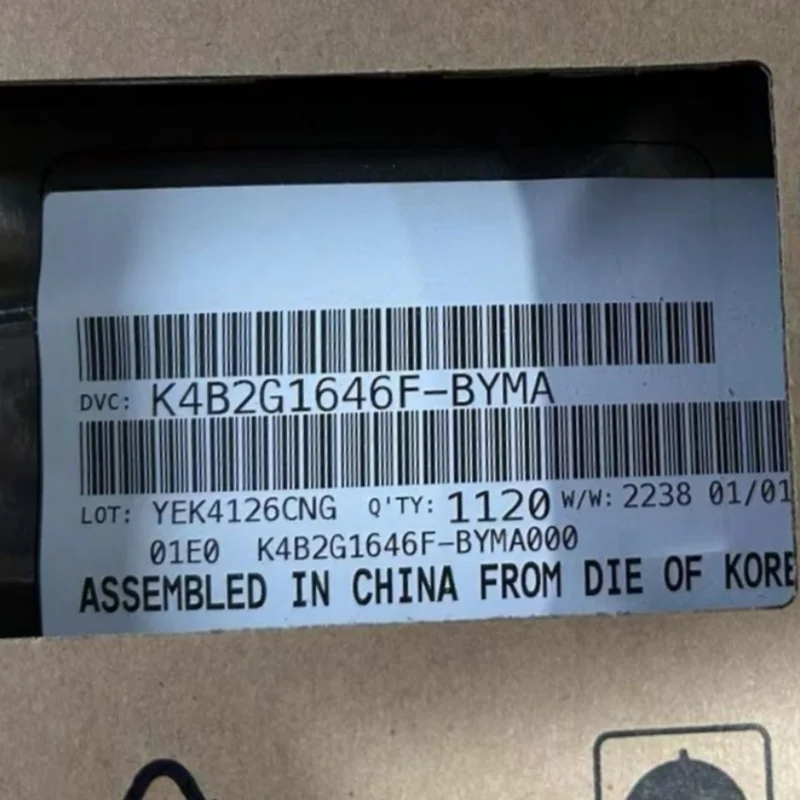 DVC: K4B2G1646F-BYMA
LOT: YEK4126CNG Q'TY: 1120 W/W: 2238 01/01
01E0 K4B2G1646F-BYMA000
ASSEMBLED IN CHINA FROM DIE OF KORE